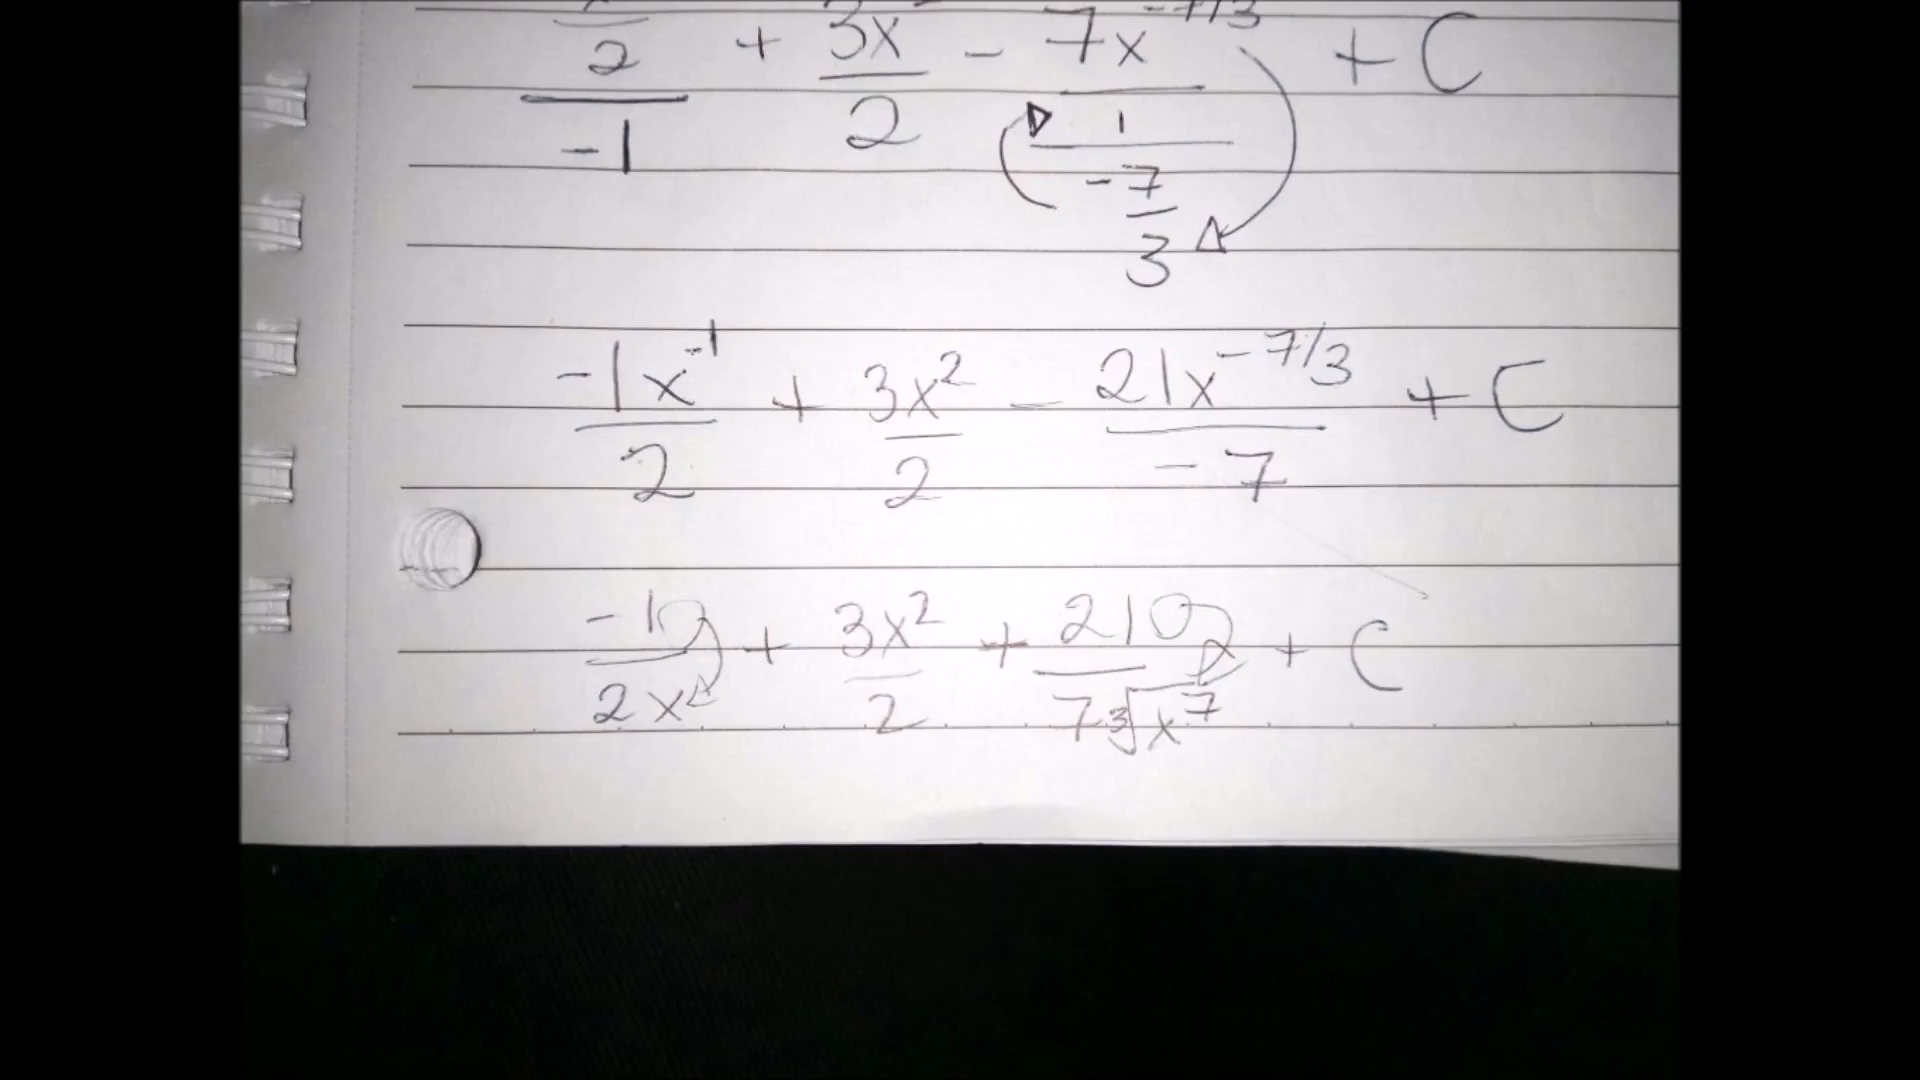 x/2/-1 + 3x/2 - 7x^-7/3/1/-7/3 + C
-1x^-1/2 + 3x^2/2 - 21x^-7/3/-7 + C
-1/2x + 3x^2/2 + 21/7∛x^7 + C